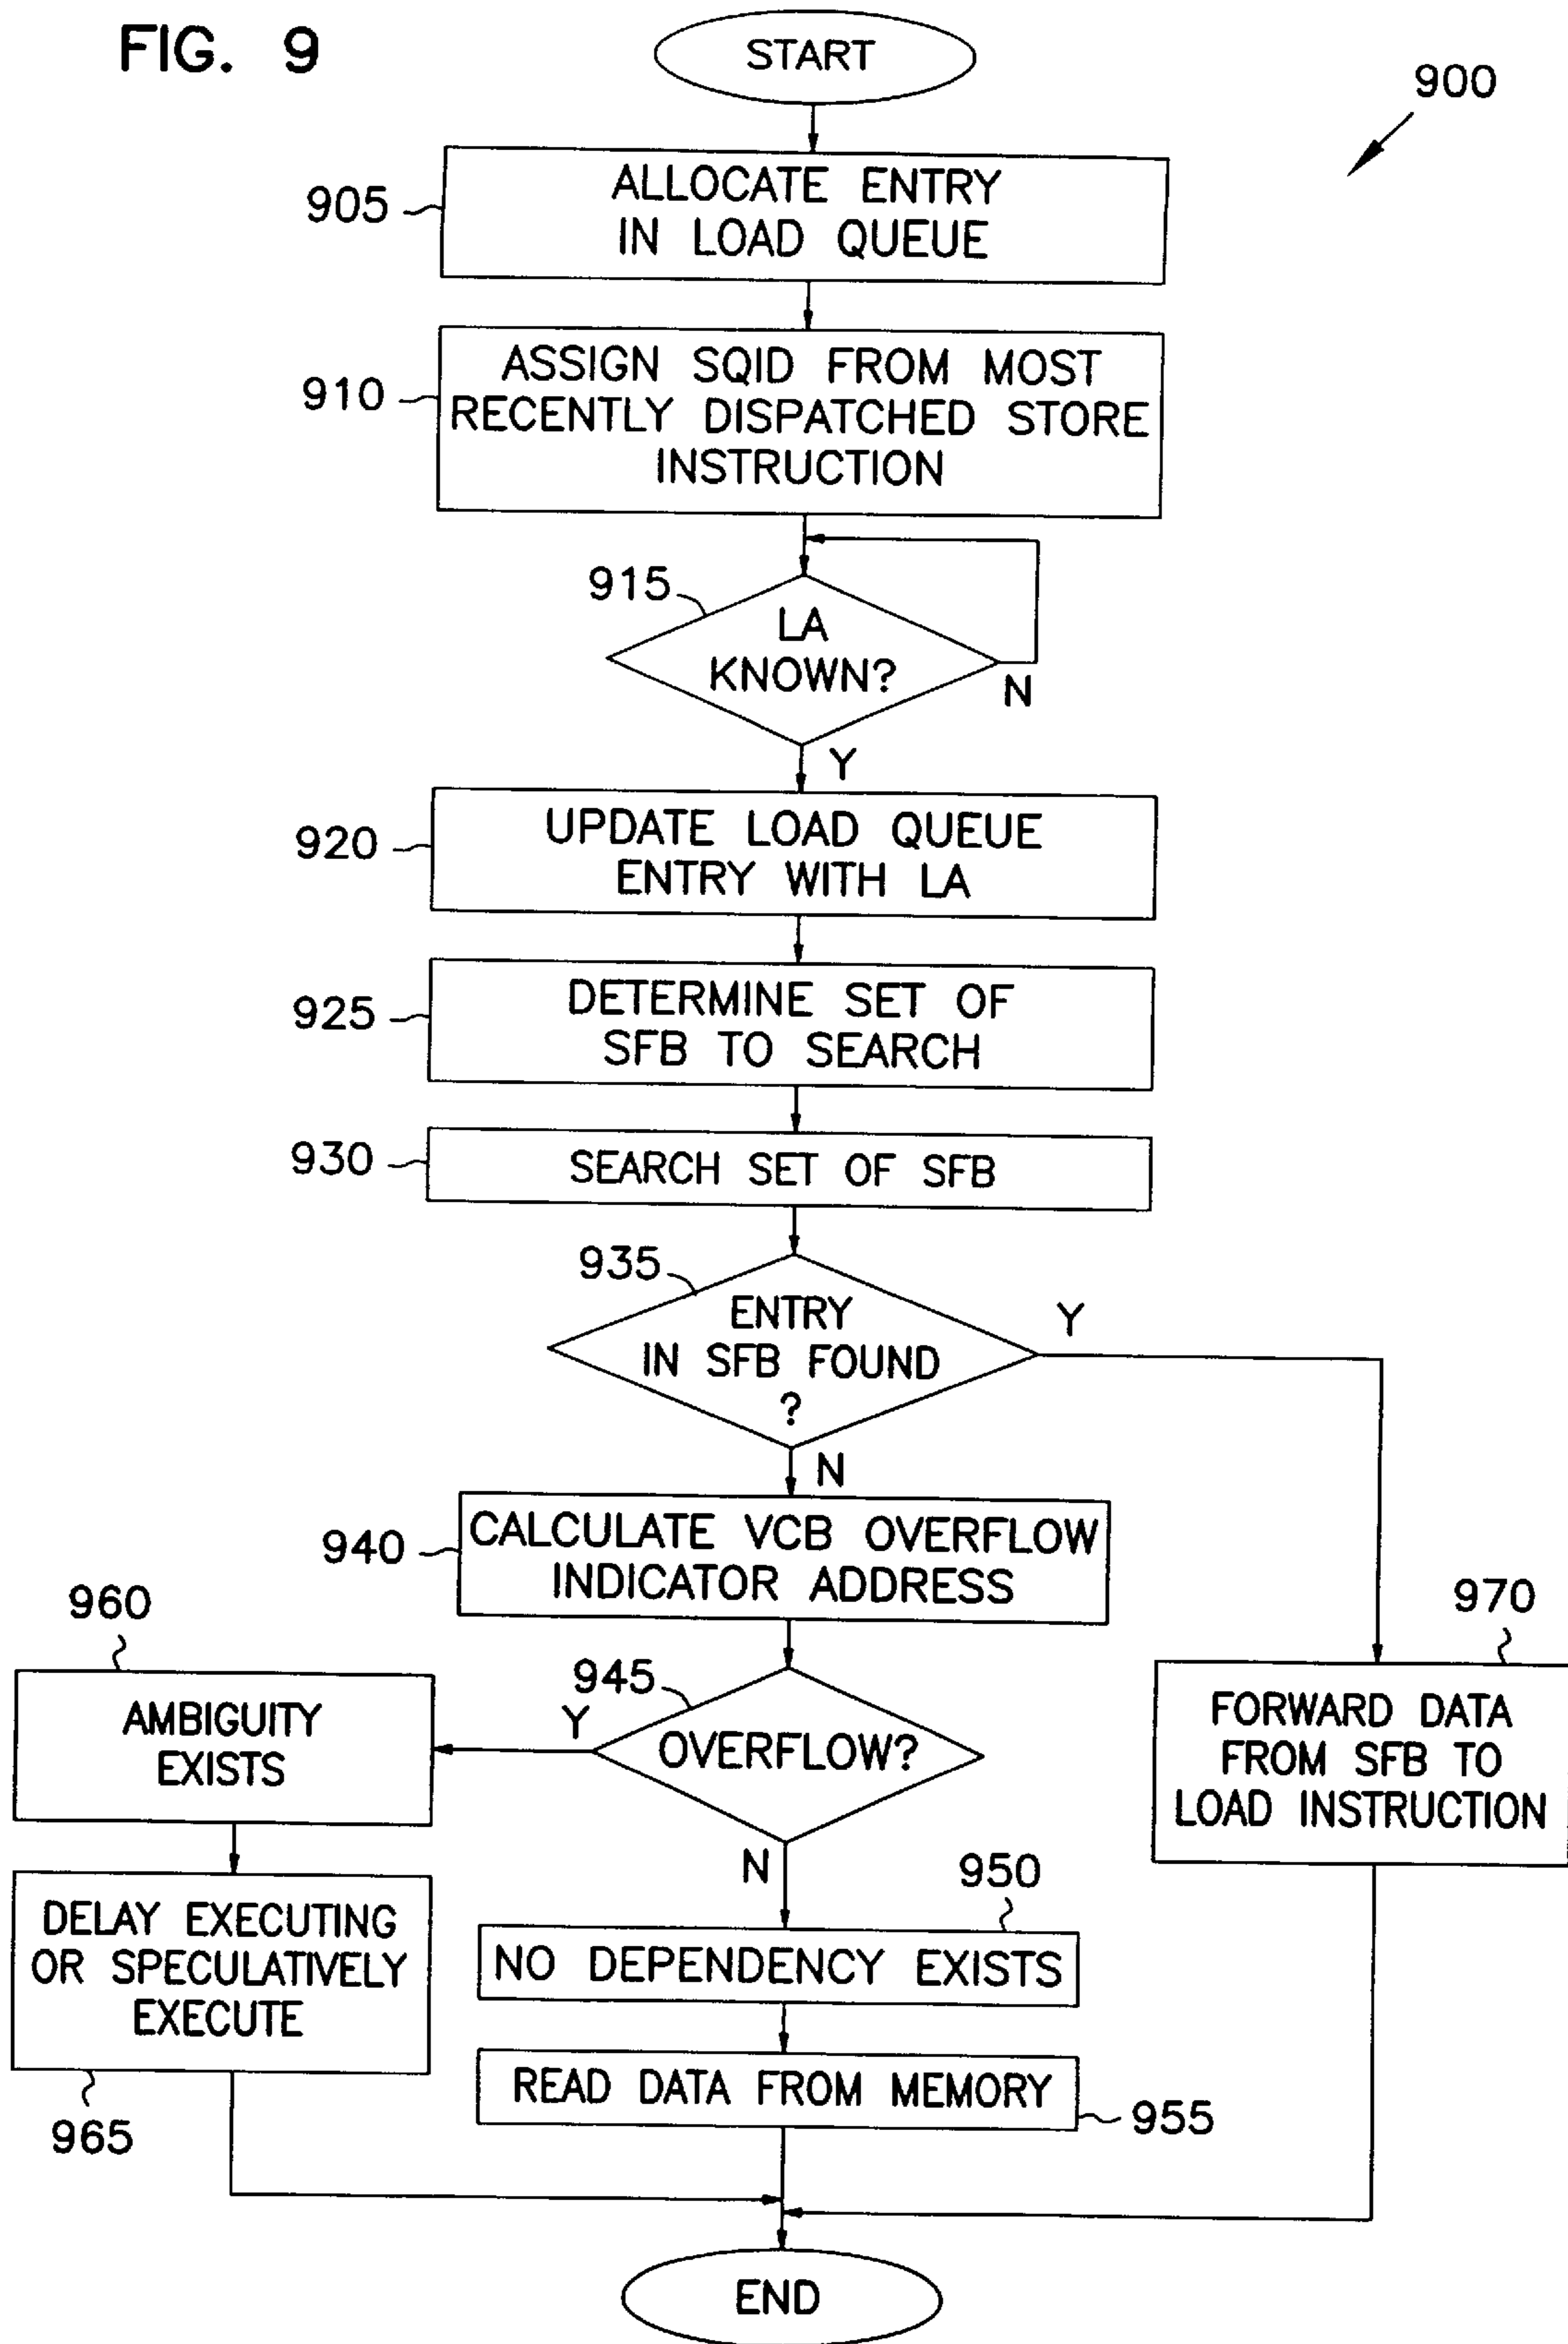 FIG. 9
START
900
905
ALLOCATE ENTRY
IN LOAD QUEUE
910
ASSIGN SQID FROM MOST
RECENTLY DISPATCHED STORE
INSTRUCTION
915
LA
KNOWN?
N
Y
920
UPDATE LOAD QUEUE
ENTRY WITH LA
925
DETERMINE SET OF
SFB TO SEARCH
930
SEARCH SET OF SFB
935
ENTRY
IN SFB FOUND
?
Y
N
940
CALCULATE VCB OVERFLOW
INDICATOR ADDRESS
960
AMBIGUITY
EXISTS
945
Y
OVERFLOW?
N
970
FORWARD DATA
FROM SFB TO
LOAD INSTRUCTION
DELAY EXECUTING
OR SPECULATIVELY
EXECUTE
965
950
NO DEPENDENCY EXISTS
READ DATA FROM MEMORY
955
END